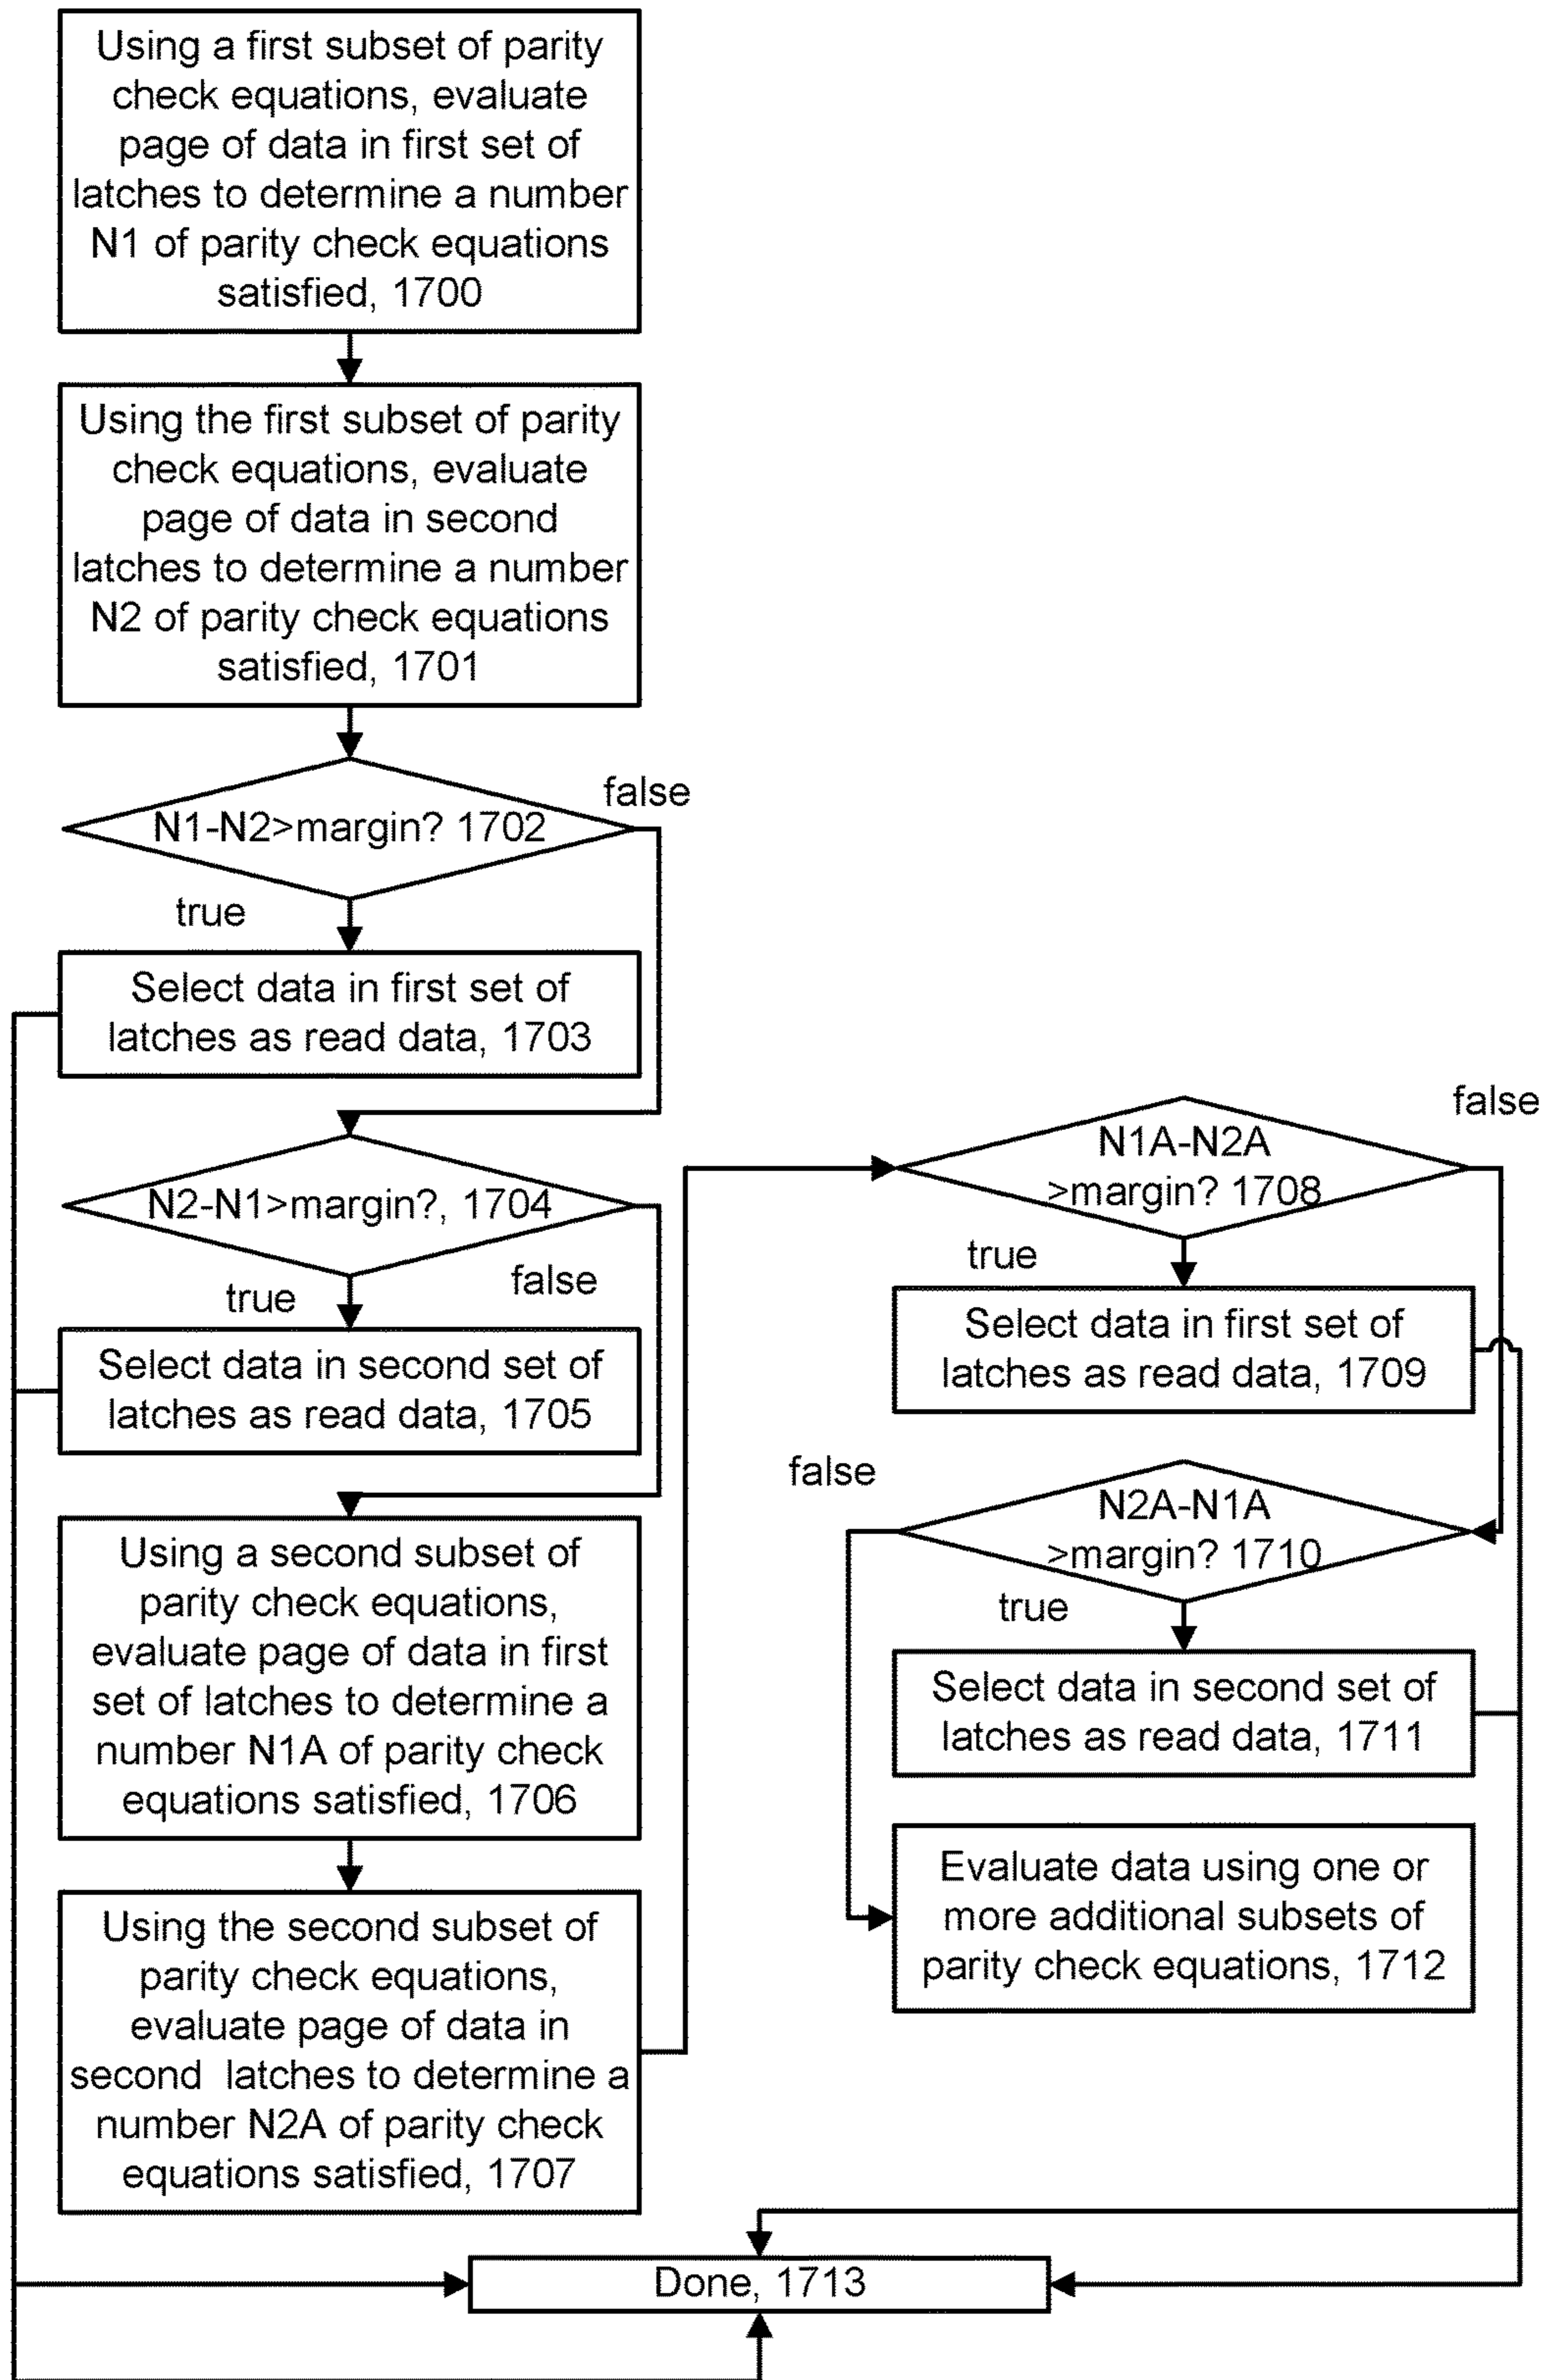 Using a first subset of parity
check equations, evaluate
page of data in first set of
latches to determine a number
N1 of parity check equations
satisfied, 1700
Using the first subset of parity
check equations, evaluate
page of data in second
latches to determine a number
N2 of parity check equations
satisfied, 1701
false
N1-N2>margin? 1702
true
Select data in first set of
latches as read data, 1703
N2-N1>margin?, 1704
false
true
Select data in second set of
latches as read data, 1705
Using a second subset of
parity check equations,
evaluate page of data in first
set of latches to determine a
number N1A of parity check
equations satisfied, 1706
Using the second subset of
parity check equations,
evaluate page of data in
second latches to determine a
number N2A of parity check
equations satisfied, 1707
false
N1A-N2A
>margin? 1708
true
Select data in first set of
latches as read data, 1709
false
N2A-N1A
>margin? 1710
true
Select data in second set of
latches as read data, 1711
Evaluate data using one or
more additional subsets of
parity check equations, 1712
Done, 1713